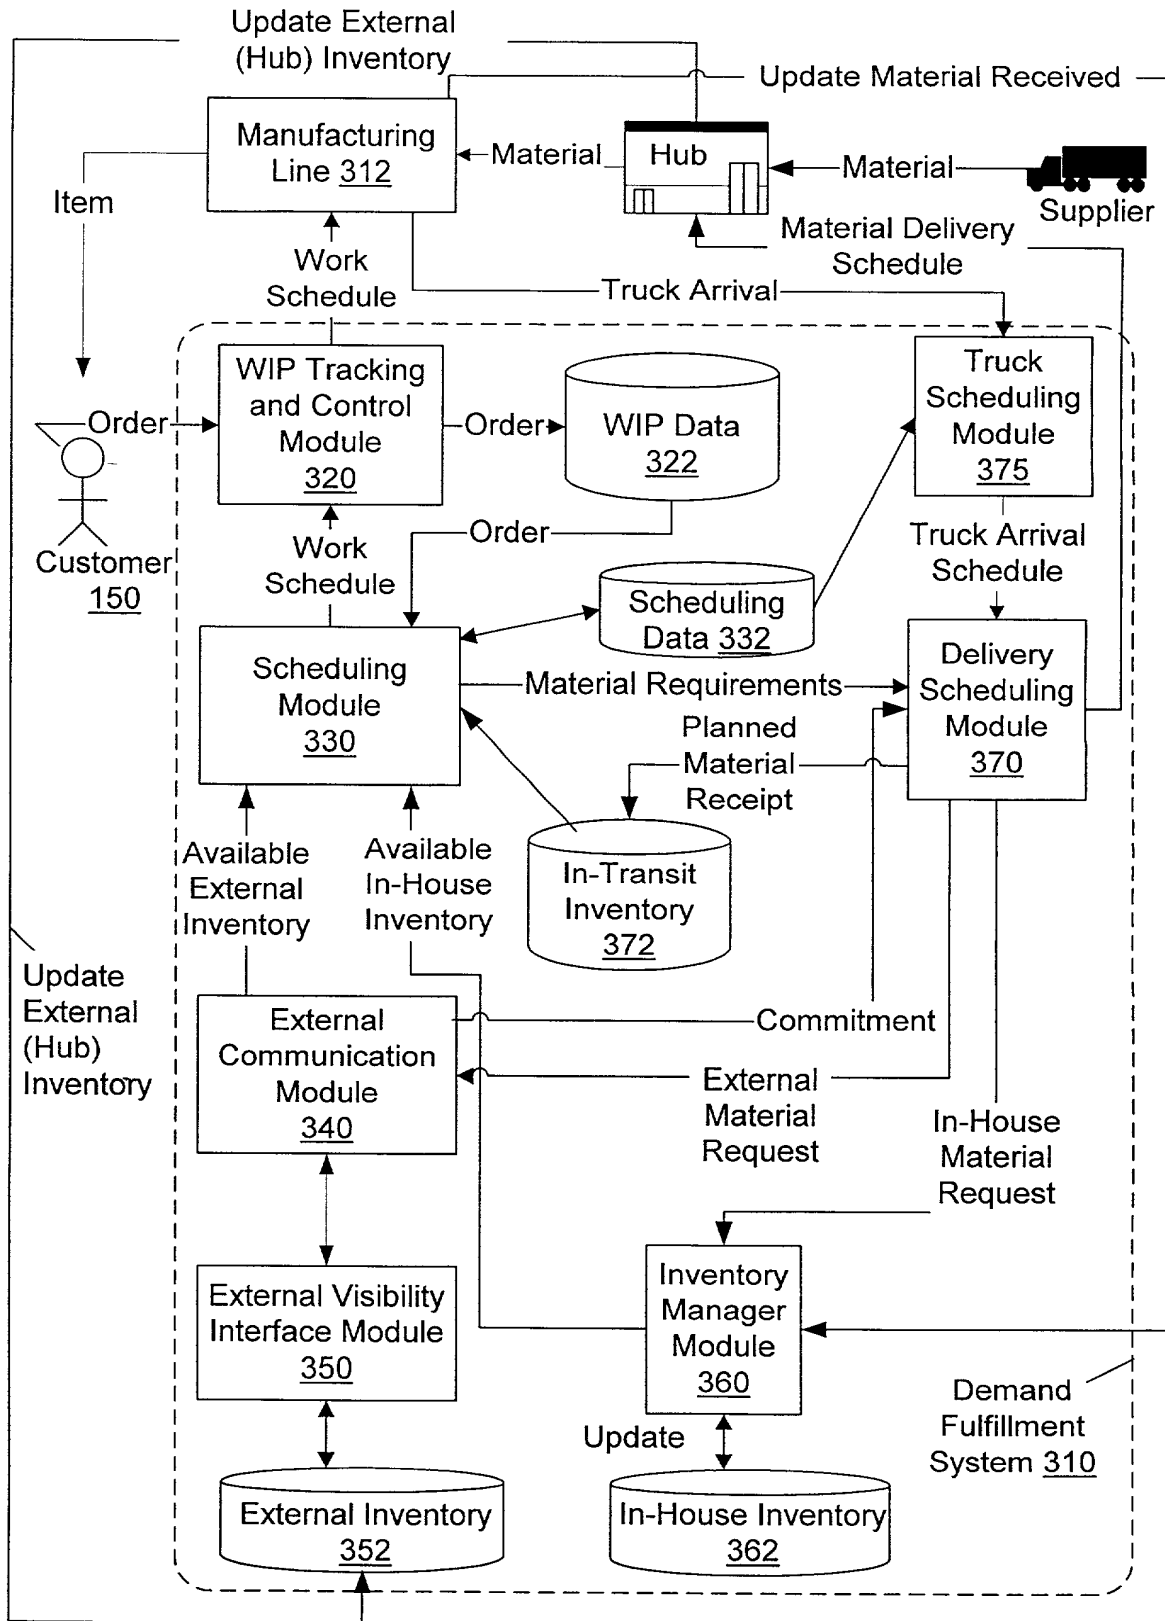 Update External
(Hub) Inventory
Update Material Received
Manufacturing
Line 312
Material
Hub
Material
Supplier
Item
Material Delivery
Schedule
Work
Schedule
Truck Arrival
WIP Tracking
and Control
Module
320
Order
Order
WIP Data
322
Truck
Scheduling
Module
375
Customer
150
Work
Schedule
Order
Truck Arrival
Schedule
Scheduling
Data 332
Scheduling
Module
330
Material Requirements
Delivery
Scheduling
Module
370
Planned
Material
Receipt
Available
External
Inventory
Available
In-House
Inventory
In-Transit
Inventory
372
Update
External
(Hub)
Inventory
External
Communication
Module
340
Commitment
External
Material
Request
In-House
Material
Request
External Visibility
Interface Module
350
Inventory
Manager
Module
360
Demand
Fulfillment
System 310
Update
External Inventory
352
In-House Inventory
362